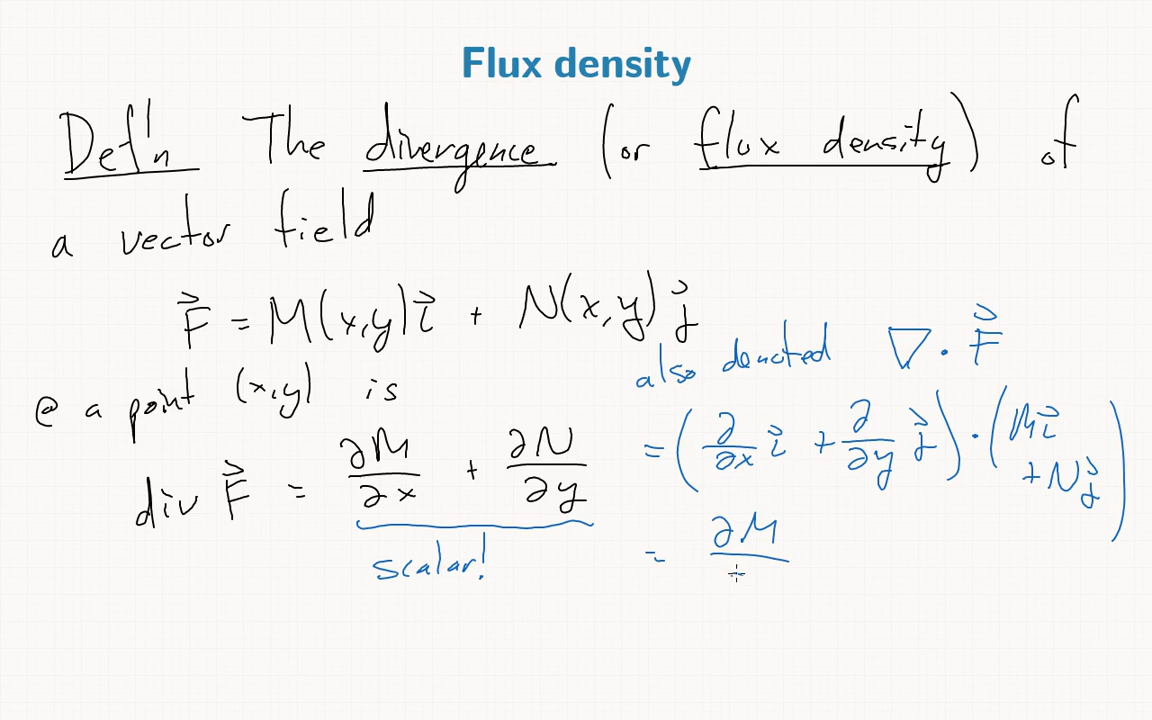 Flux density
Def'n The divergence (or flux density) of
a vector field
F⃗ = M(x,y) i⃗ + N(x,y) j⃗
@ a point (x,y) is
div F⃗ = ∂M/∂x + ∂N/∂y
scalar!
also denoted ∇ · F⃗
= (∂/∂x i⃗ + ∂/∂y j⃗) · (M i⃗
+ N j⃗)
= ∂M